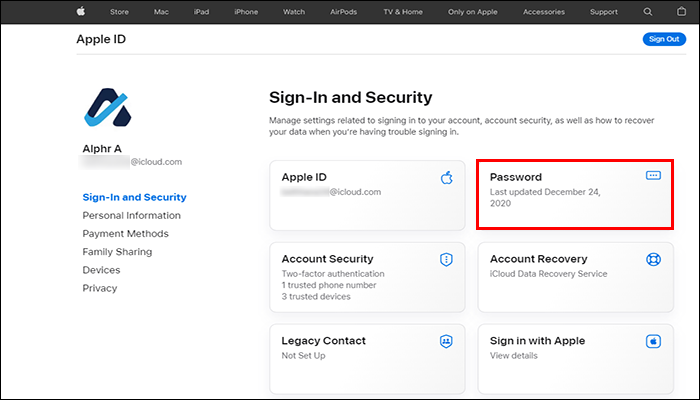 Store Mac iPad iPhone Watch AirPods TV & Home Only on Apple Accessories Support
Apple ID
Sign Out
Sign-In and Security
Manage settings related to signing in to your account, account security, as well as how to recover
your data when you're having trouble signing in.
Alphr A
@icloud.com
Sign-In and Security
Personal Information
Payment Methods
Family Sharing
Devices
Privacy
Apple ID
@icloud.com
Password
Last updated December 24,
2020
Account Security
Two-factor authentication
1 trusted phone number
3 trusted devices
Account Recovery
iCloud Data Recovery Service
Legacy Contact
Not Set Up
Sign in with Apple
View details